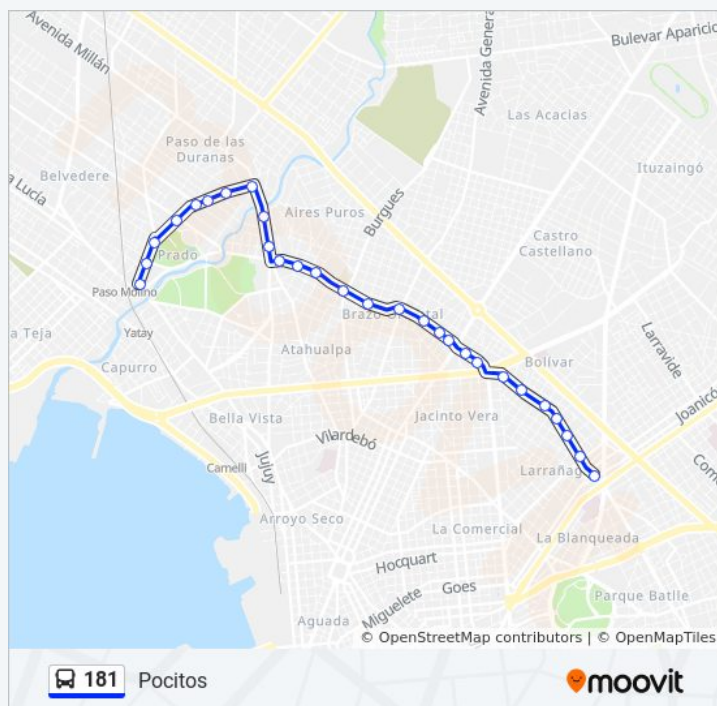 Avenida Millán
Bulevar Aparicio
Avenida General
Las Acacias
Paso de las
Duranas
Ituzaingó
Belvedere
Lucía
Aires Puros
Burgues
Castro
Castellano
Prado
Paso Molino
Brazo Oriental
Larravide
a Teja
Yatay
Atahualpa
Capurro
Bolívar
Joanicó
Bella Vista
Jacinto Vera
Vilardebó
Jujuy
Carnelli
Larrañaga
Com
Arroyo Seco
La Comercial
La Blanqueada
Hocquart
Goes
Miguelete
Parque Batlle
Aguada
© OpenStreetMap contributors | © OpenMapTiles
181 Pocitos
moovit